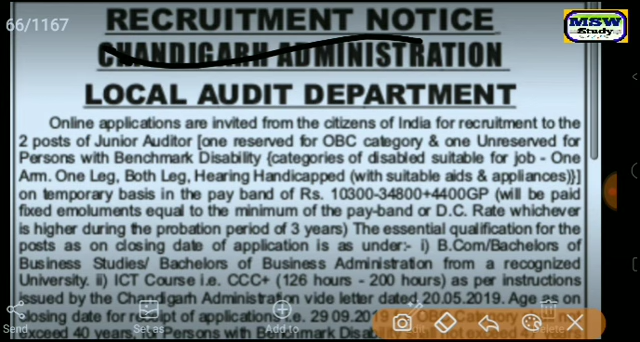 66/1167
MSW
Study
RECRUITMENT NOTICE
CHANDIGARH ADMINISTRATION
LOCAL AUDIT DEPARTMENT
Online applications are invited from the citizens of India for recruitment to the
2 posts of Junior Auditor [one reserved for OBC category & one Unreserved for
Persons with Benchmark Disability {categories of disabled suitable for job - One
Arm. One Leg, Both Leg, Hearing Handicapped (with suitable aids & appliances)}]
on temporary basis in the pay band of Rs. 10300-34800+4400GP (will be paid
fixed emoluments equal to the minimum of the pay-band or D.C. Rate whichever
is higher during the probation period of 3 years) The essential qualification for the
posts as on closing date of application is as under:- i) B.Com/Bachelors of
Business Studies/ Bachelors of Business Administration from a recognized
University. ii) ICT Course i.e. CCC+ (126 hours - 200 hours) as per instructions
issued by the Chandigarh Administration vide letter dated 20.05.2019. Age as on
closing date for receipt of application i.e. 29.09.2019 OBC Category
exceed 40 years, for Persons with Benchmark Disability not exceed
Send Set as Add to Delete